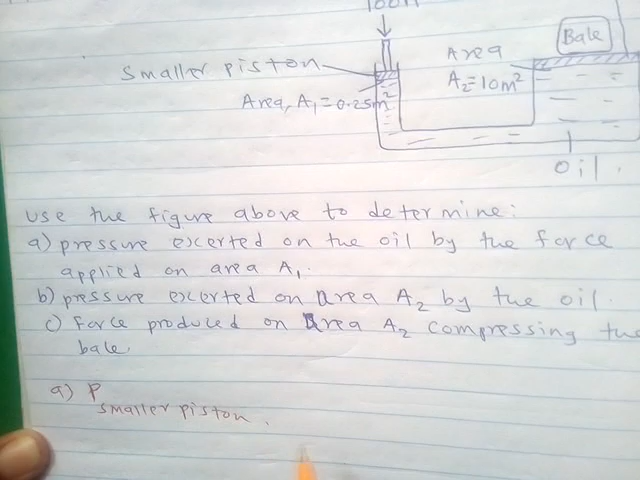 Bale
Area
smaller piston
A₂=10m²
Area, A₁=0.25m²
oil.
use the figure above to determine:
a) pressure excerted on the oil by the force
applied on area A₁.
b) pressure excerted on area A₂ by the oil.
c) force produced on area A₂ compressing the
bale.
a) P
smaller piston.